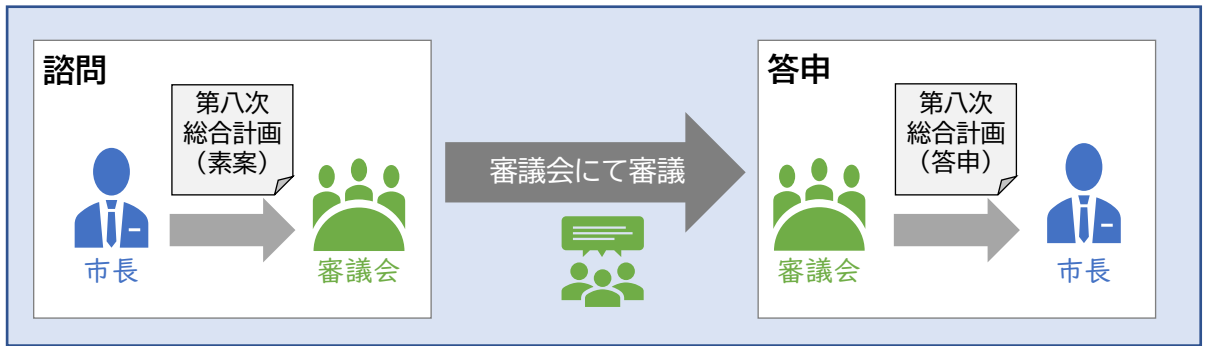 諮問
第八次
総合計画
（素案）
市長
審議会
審議会にて審議
答申
第八次
総合計画
（答申）
審議会
市長